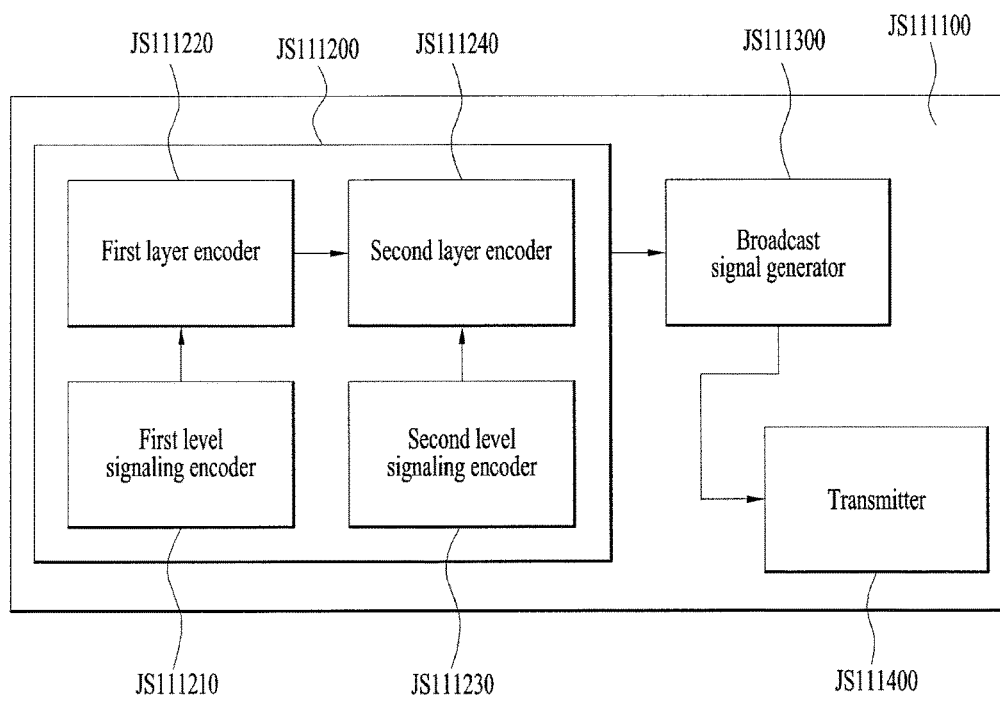 JS111220
JS111200
JS111240
JS111300
JS111100
First layer encoder
Second layer encoder
Broadcast
signal generator
First level
signaling encoder
Second level
signaling encoder
Transmitter
JS111210
JS111230
JS111400